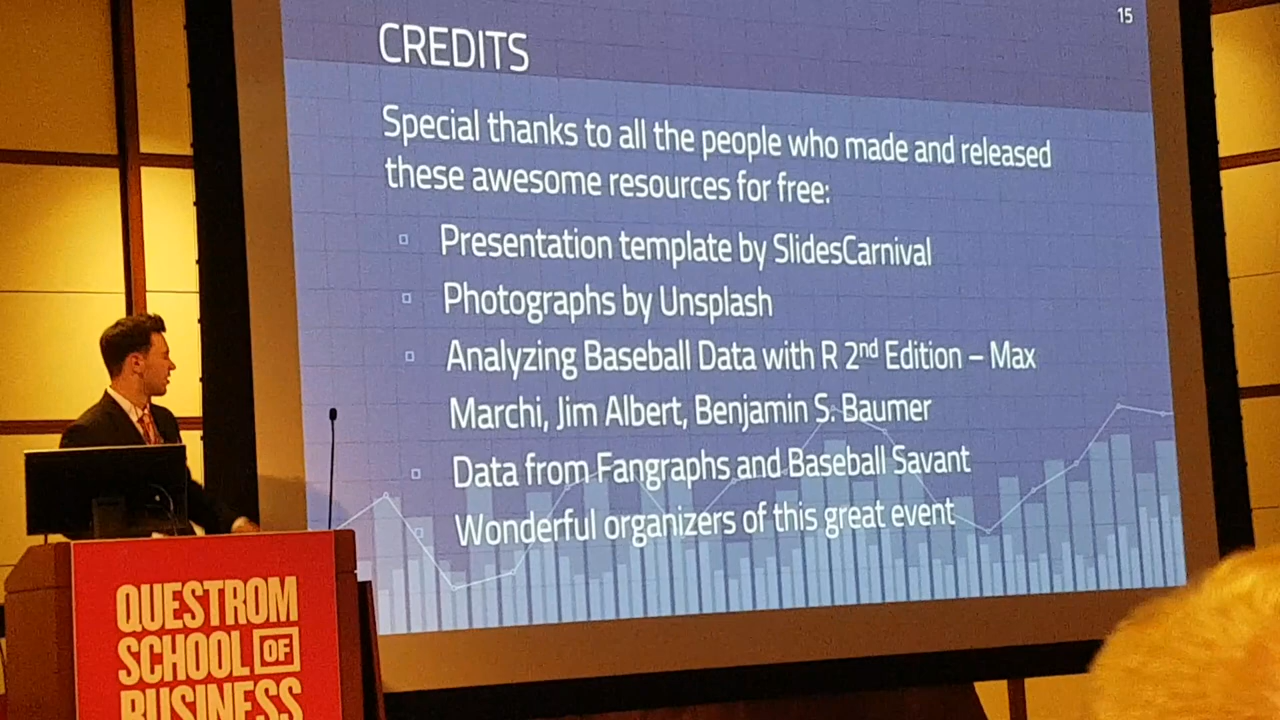 15
CREDITS
Special thanks to all the people who made and released
these awesome resources for free:
Presentation template by SlidesCarnival
Photographs by Unsplash
Analyzing Baseball Data with R 2nd Edition – Max
Marchi, Jim Albert, Benjamin S. Baumer
Data from Fangraphs and Baseball Savant
Wonderful organizers of this great event
QUESTROM
SCHOOL OF
BUSINESS